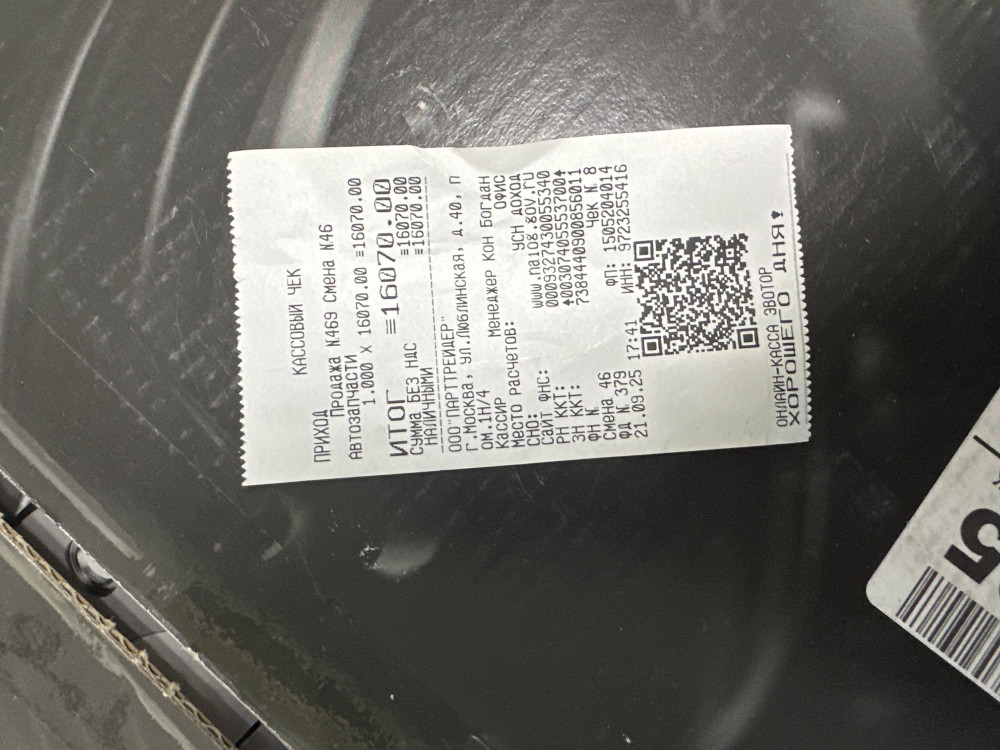 КАССОВЫЙ ЧЕК
ПРИХОД
Продажа N469 Смена N46
АВТОЗАПЧАСТИ
1.000 X 16070.00 ≡16070.00
ИТОГ ≡16070.00
СУММА БЕЗ НДС ≡16070.00
НАЛИЧНЫМИ ≡16070.00
ООО"ПАРТТРЕЙДЕР"
Г.Москва, ул.Люблинская, д.40, п
ом.1Н/4
Кассир Менеджер Кон Богдан
Место расчетов: офис
СНО: УСН ДОХОД
Сайт ФНС: www.nalog.gov.ru
РН ККТ: 0009327430055340
ЗН ККТ: 00307405553700
ФН N 7384440900856011
Смена 46 Чек N 8
ФД N 379 ФП: 1505204014
21.09.25 17:41 ИНН: 9723255416
ОНЛАЙН-КАССА ЭВОТОР
ХОРОШЕГО ДНЯ!
5